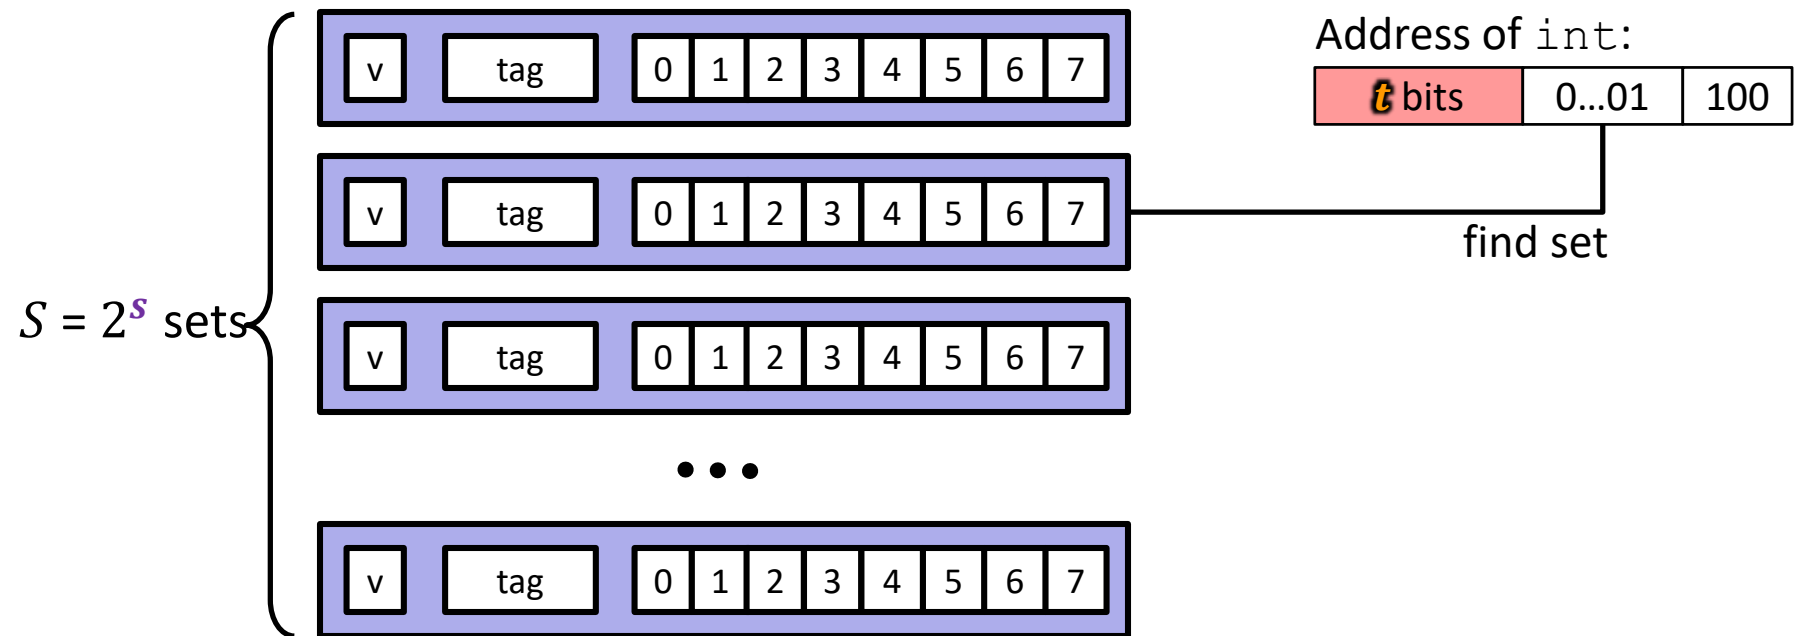 v tag 0 1 2 3 4 5 6 7
Address of int:
t bits 0...01 100
v tag 0 1 2 3 4 5 6 7
find set
S = 2^s sets
v tag 0 1 2 3 4 5 6 7
...
v tag 0 1 2 3 4 5 6 7